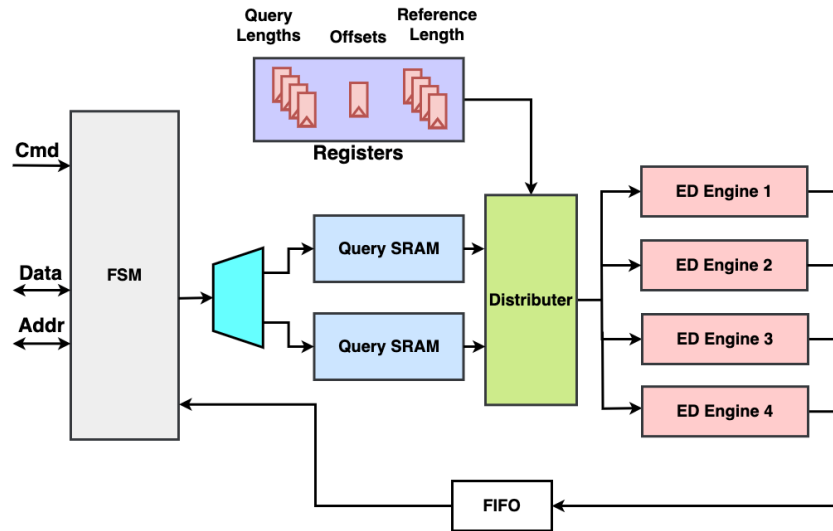 Query
Lengths
Offsets
Reference
Length
Registers
Cmd
Data
Addr
FSM
Query SRAM
Query SRAM
Distributer
ED Engine 1
ED Engine 2
ED Engine 3
ED Engine 4
FIFO